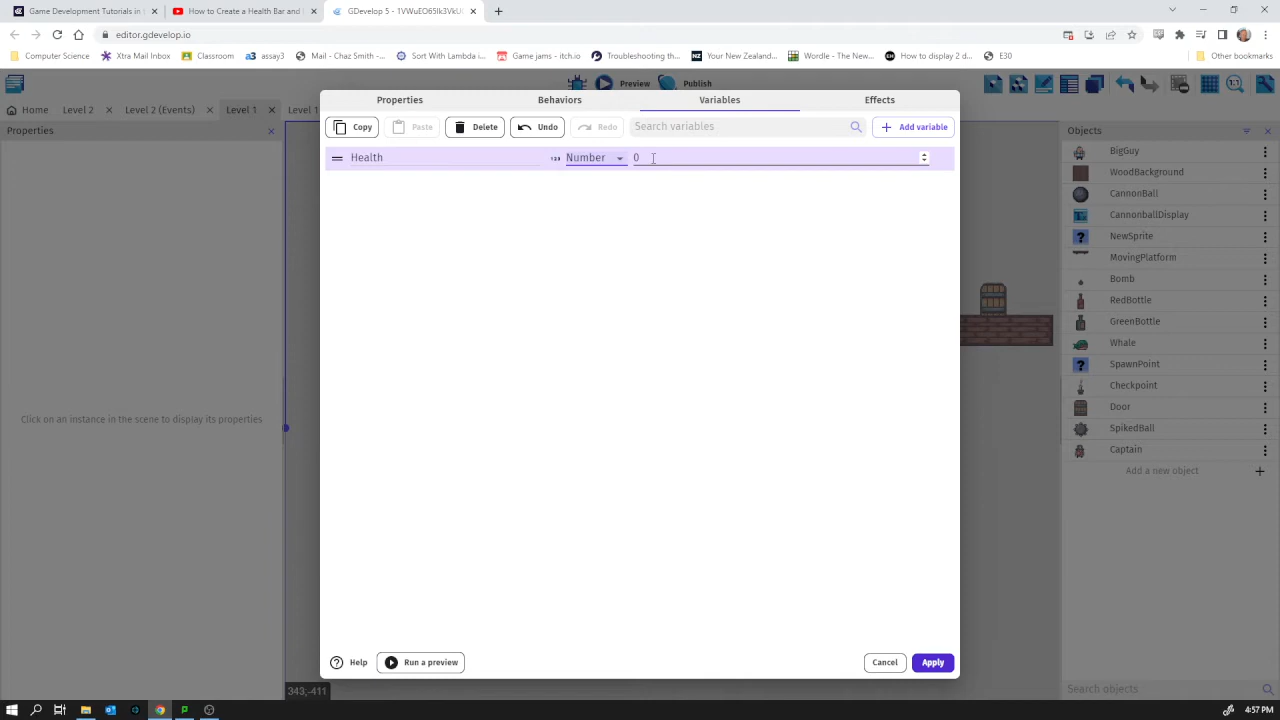 Game Development Tutorials in
How to Create a Health Bar and
GDevelop 5 - 1VWuEO65Ik3VkU
editor.gdevelop.io
Computer Science
Xtra Mail Inbox
Classroom
assay3
Mail - Chaz Smith -...
Sort With Lambda i...
Game jams - itch.io
Troubleshooting th...
Your New Zealand...
Wordle - The New...
How to display 2 d...
E30
Other bookmarks
Preview
Publish
Home
Level 2
Level 2 (Events)
Level 1
Level 1
Properties
Click on an instance in the scene to display its properties
343;-411
Properties
Behaviors
Variables
Effects
Copy
Paste
Delete
Undo
Redo
Search variables
Add variable
Health
123
Number
0
Help
Run a preview
Cancel
Apply
Objects
BigGuy
WoodBackground
CannonBall
CannonballDisplay
NewSprite
MovingPlatform
Bomb
RedBottle
GreenBottle
Whale
SpawnPoint
Checkpoint
Door
SpikedBall
Captain
Add a new object
Search objects
4:57 PM